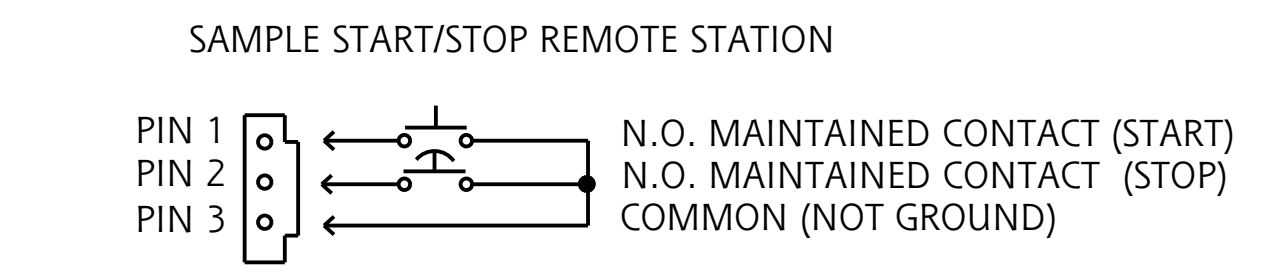 SAMPLE START/STOP REMOTE STATION
PIN 1 N.O. MAINTAINED CONTACT (START)
PIN 2 N.O. MAINTAINED CONTACT (STOP)
PIN 3 COMMON (NOT GROUND)